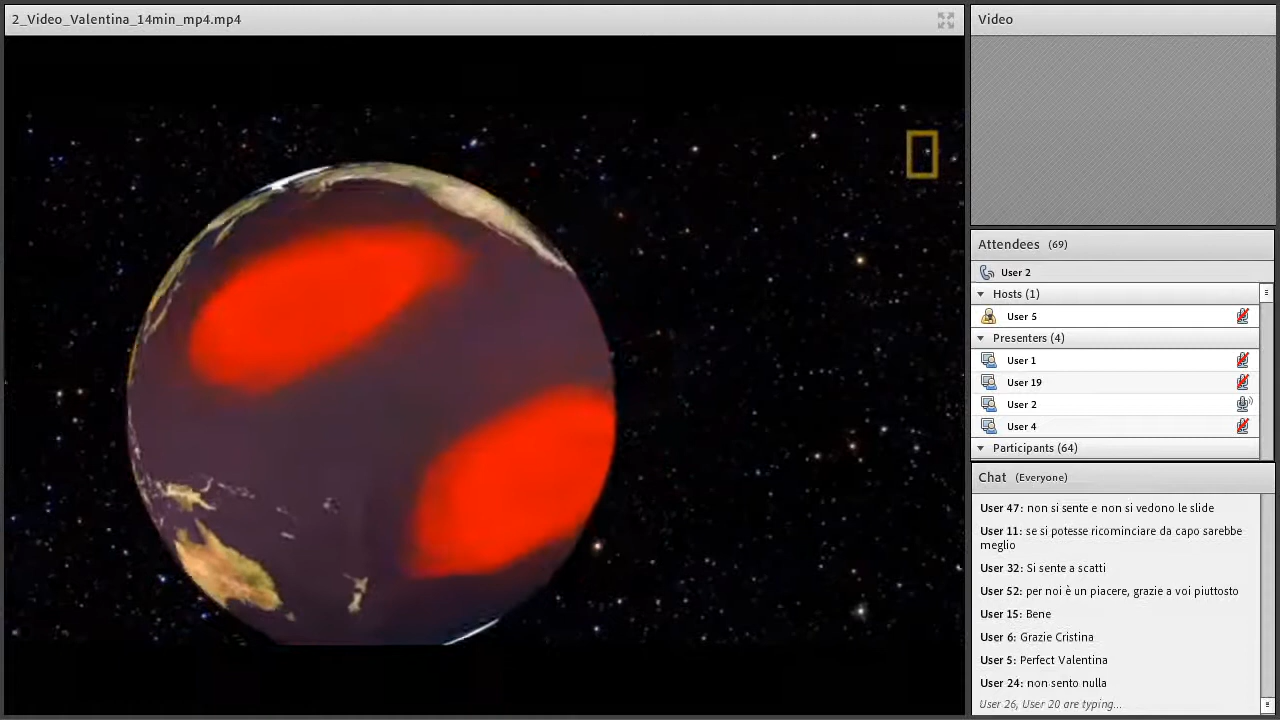 2_Video_Valentina_14min_mp4.mp4
Video
Attendees (69)
User 2
Hosts (1)
User 5
Presenters (4)
User 1
User 19
User 2
User 4
Participants (64)
Chat (Everyone)
User 47: non si sente e non si vedono le slide
User 11: se si potesse ricominciare da capo sarebbe
meglio
User 32: Si sente a scatti
User 52: per noi è un piacere, grazie a voi piuttosto
User 15: Bene
User 6: Grazie Cristina
User 5: Perfect Valentina
User 24: non sento nulla
User 26, User 20 are typing...